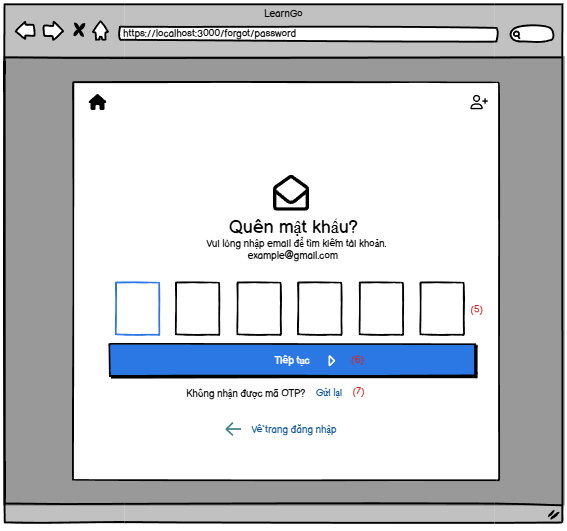 LearnGo
https://localhost:3000/forgot/password
Quên mật khẩu?
Vui lòng nhập email để tìm kiếm tài khoản.
example@gmail.com
(5)
Tiếp tục (6)
Không nhận được mã OTP? Gửi lại (7)
Về trang đăng nhập